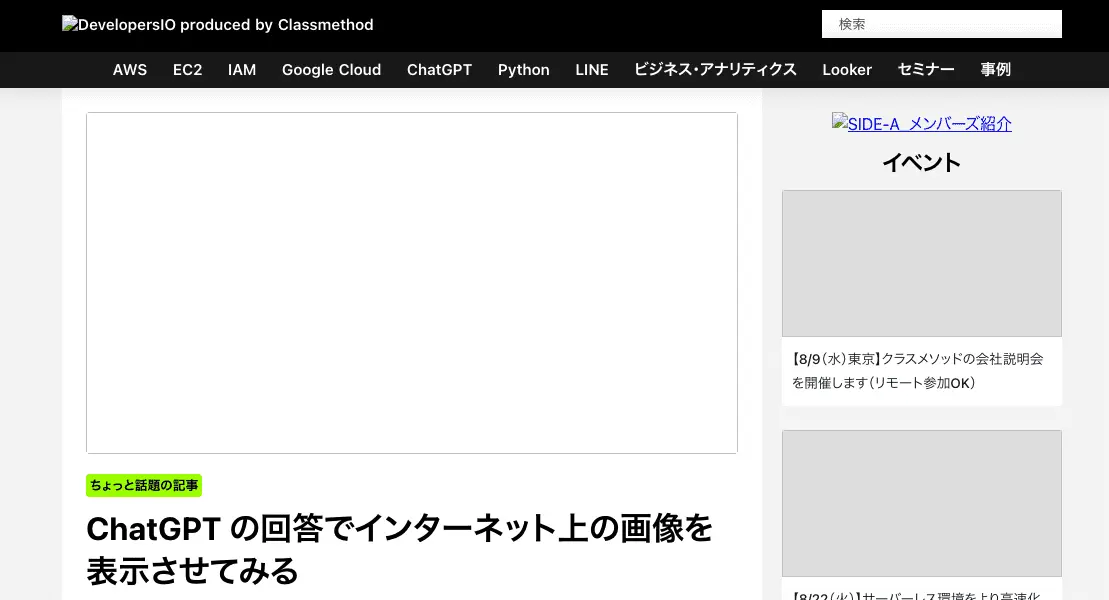 DevelopersIO produced by Classmethod
検索
AWS EC2 IAM Google Cloud ChatGPT Python LINE ビジネス・アナリティクス Looker セミナー 事例
ちょっと話題の記事
ChatGPT の回答でインターネット上の画像を
表示させてみる
SIDE-A_メンバーズ紹介
イベント
【8/9（水）東京】クラスメソッドの会社説明会
を開催します（リモート参加OK）
【8/22（火）】サーバーレス環境をより高速化